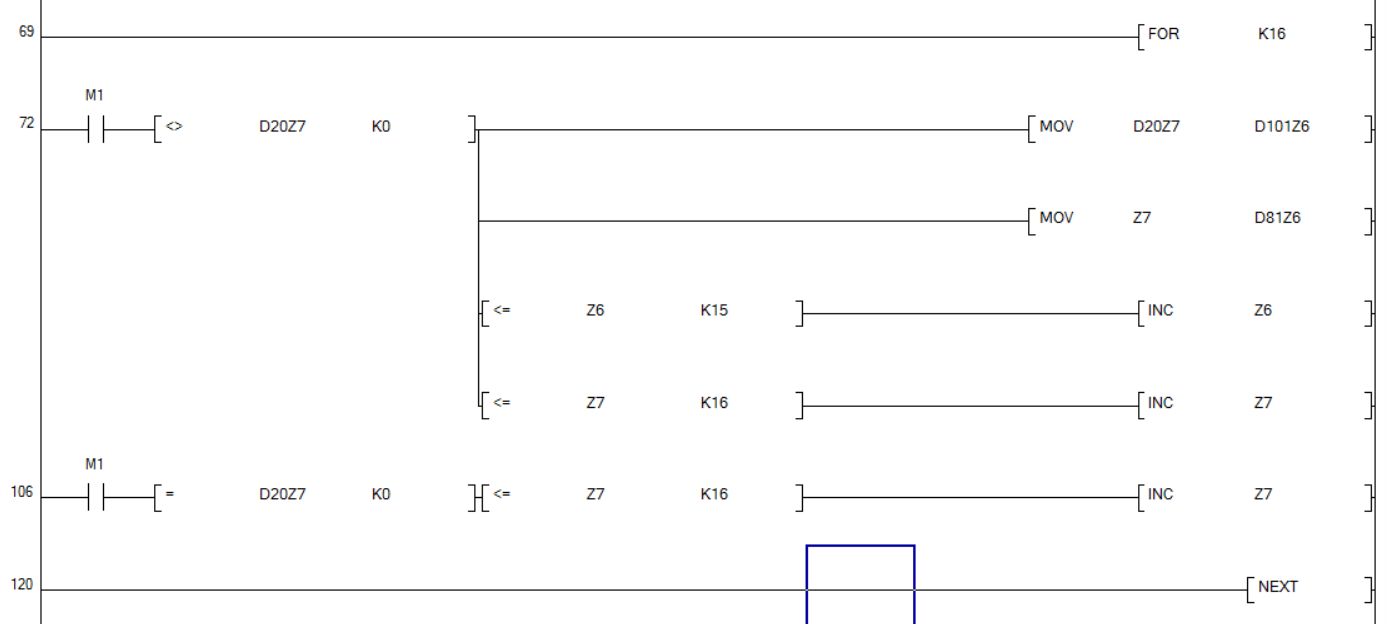 69 FOR K16
M1
72 <> D20Z7 K0 MOV D20Z7 D101Z6
MOV Z7 D81Z6
<= Z6 K15 INC Z6
<= Z7 K16 INC Z7
M1
106 = D20Z7 K0 <= Z7 K16 INC Z7
120 NEXT